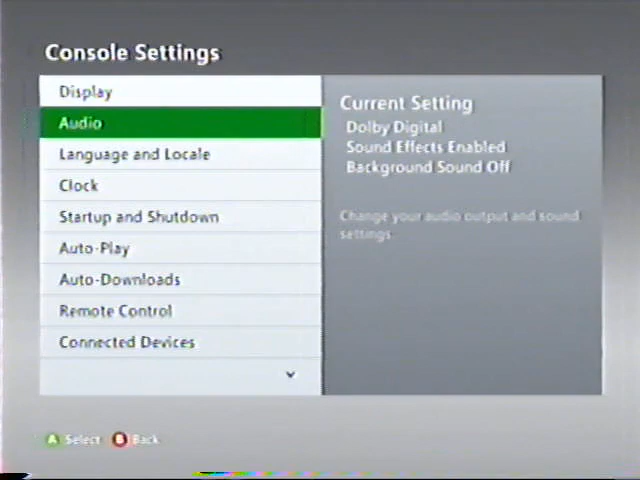 Console Settings
Display
Audio
Language and Locale
Clock
Startup and Shutdown
Auto-Play
Auto-Downloads
Remote Control
Connected Devices
Current Setting
Dolby Digital
Sound Effects Enabled
Background Sound Off
Change your audio output and sound
settings.
A Select B Back